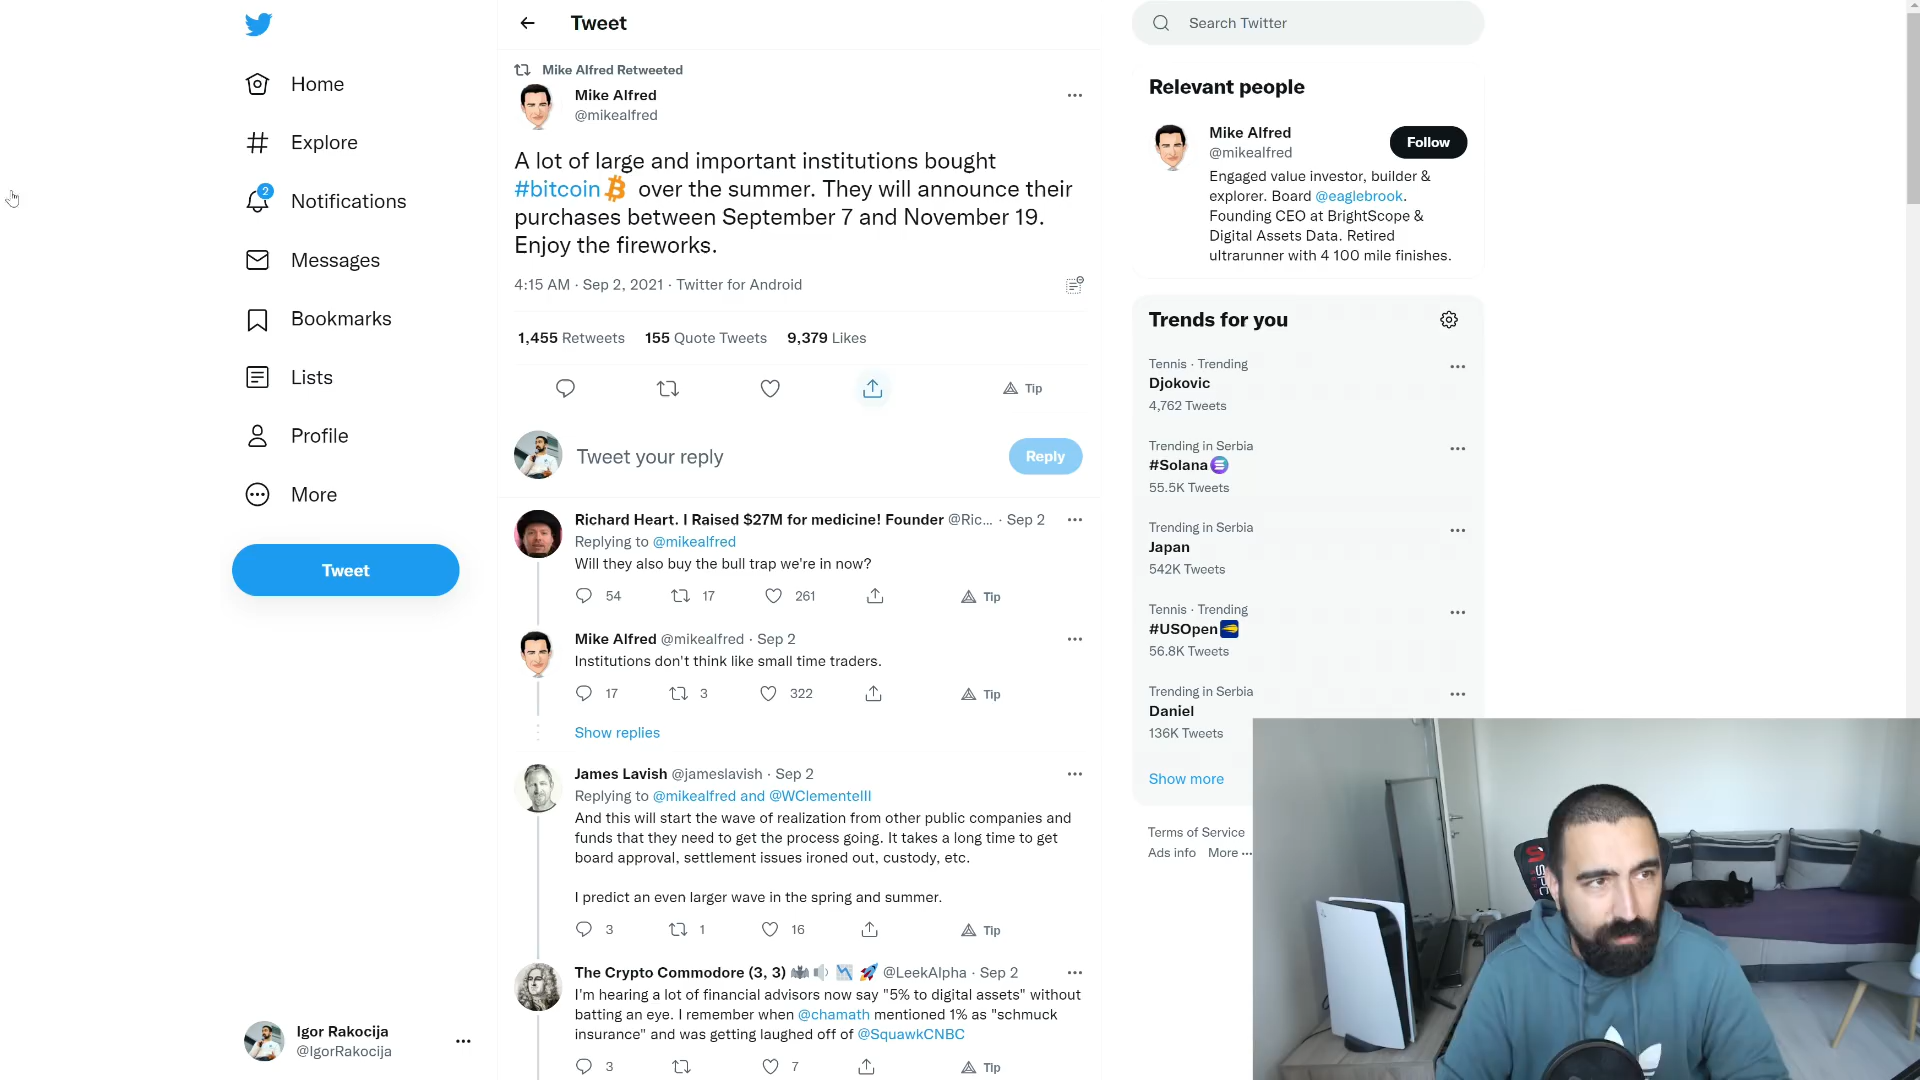 Home
Explore
2
Notifications
Messages
Bookmarks
Lists
Profile
More
Tweet
Igor Rakocija
@IgorRakocija
Tweet
Mike Alfred Retweeted
Mike Alfred
@mikealfred
A lot of large and important institutions bought
#bitcoin over the summer. They will announce their
purchases between September 7 and November 19.
Enjoy the fireworks.
4:15 AM · Sep 2, 2021 · Twitter for Android
1,455 Retweets 155 Quote Tweets 9,379 Likes
Tip
Tweet your reply
Reply
Richard Heart. I Raised $27M for medicine! Founder @Ric... · Sep 2
Replying to @mikealfred
Will they also buy the bull trap we're in now?
54 17 261 Tip
Mike Alfred @mikealfred · Sep 2
Institutions don't think like small time traders.
17 3 322 Tip
Show replies
James Lavish @jameslavish · Sep 2
Replying to @mikealfred and @WClementeIII
And this will start the wave of realization from other public companies and
funds that they need to get the process going. It takes a long time to get
board approval, settlement issues ironed out, custody, etc.
I predict an even larger wave in the spring and summer.
3 1 16 Tip
The Crypto Commodore (3, 3) @LeekAlpha · Sep 2
I'm hearing a lot of financial advisors now say "5% to digital assets" without
batting an eye. I remember when @chamath mentioned 1% as "schmuck
insurance" and was getting laughed off of @SquawkCNBC
3 7 Tip
Search Twitter
Relevant people
Mike Alfred
@mikealfred
Follow
Engaged value investor, builder &
explorer. Board @eaglebrook.
Founding CEO at BrightScope &
Digital Assets Data. Retired
ultrarunner with 4 100 mile finishes.
Trends for you
Tennis · Trending
Djokovic
4,762 Tweets
Trending in Serbia
#Solana
55.5K Tweets
Trending in Serbia
Japan
542K Tweets
Tennis · Trending
#USOpen
56.8K Tweets
Trending in Serbia
Daniel
136K Tweets
Show more
Terms of Service
Ads info More ...
SPC